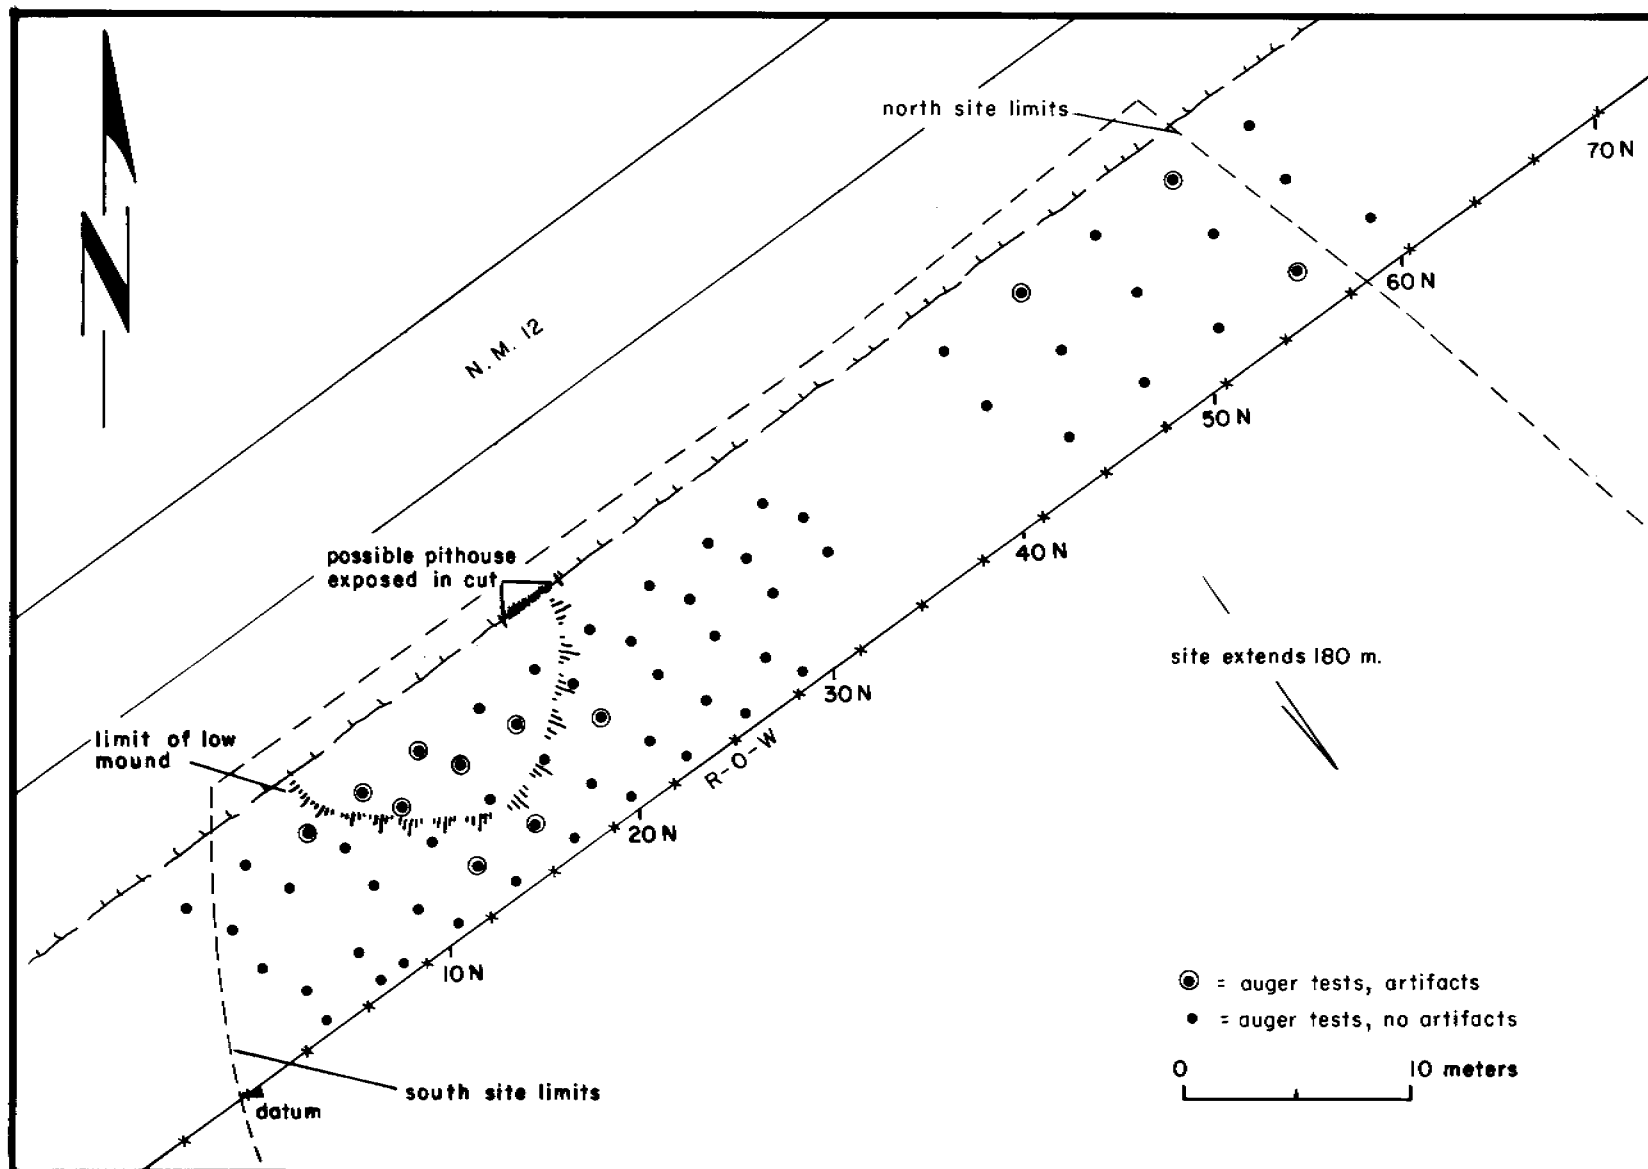 N
north site limits
70 N
60 N
N. M. 12
50 N
40 N
possible pithouse
exposed in cut
site extends 180 m.
30 N
limit of low
mound
R-O-W
20 N
10 N
= auger tests, artifacts
= auger tests, no artifacts
0 10 meters
south site limits
datum